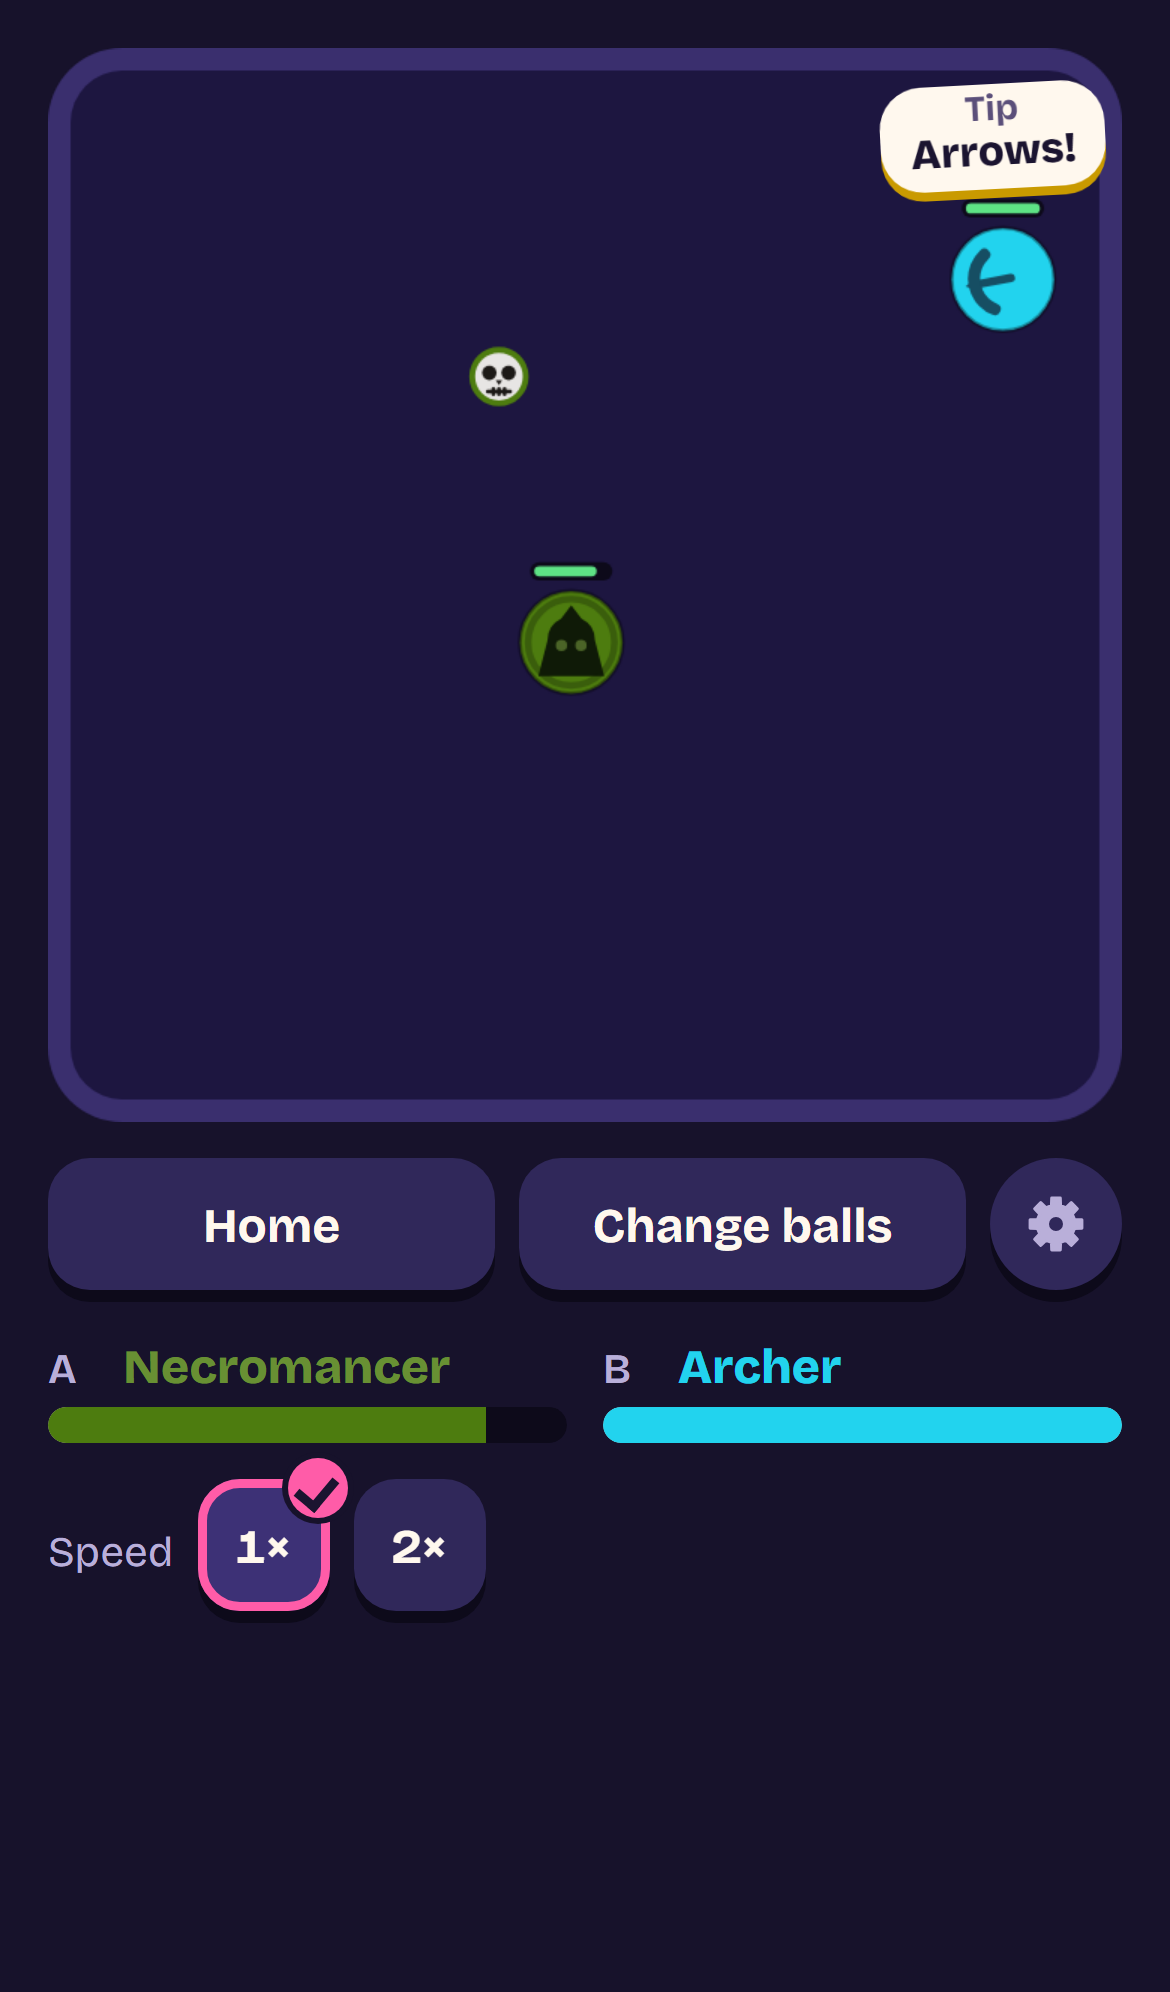 Tip
Arrows!
Home
Change balls
A Necromancer
B Archer
Speed 1× 2×